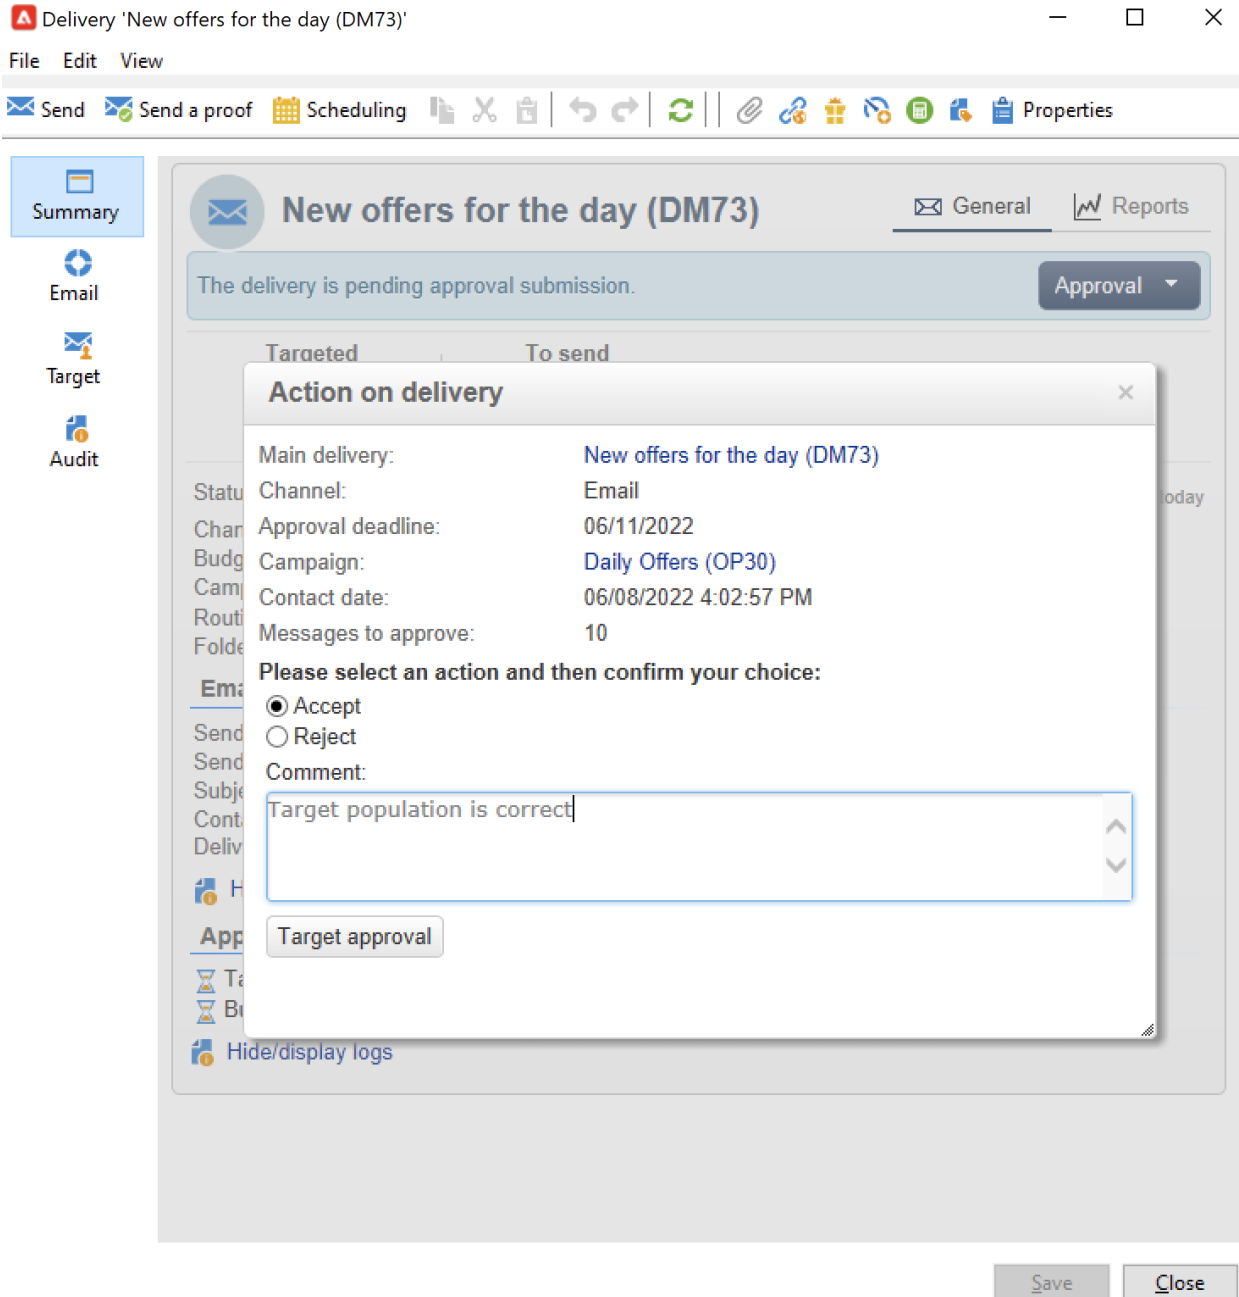 Delivery 'New offers for the day (DM73)'
File Edit View
Send Send a proof Scheduling Properties
Summary
Email
Target
Audit
New offers for the day (DM73)
General Reports
The delivery is pending approval submission.
Approval
Targeted To send
Action on delivery
Main delivery: New offers for the day (DM73)
Channel: Email
Approval deadline: 06/11/2022
Campaign: Daily Offers (OP30)
Contact date: 06/08/2022 4:02:57 PM
Messages to approve: 10
Please select an action and then confirm your choice:
Accept
Reject
Comment:
Target population is correct
Target approval
Hide/display logs
Save Close